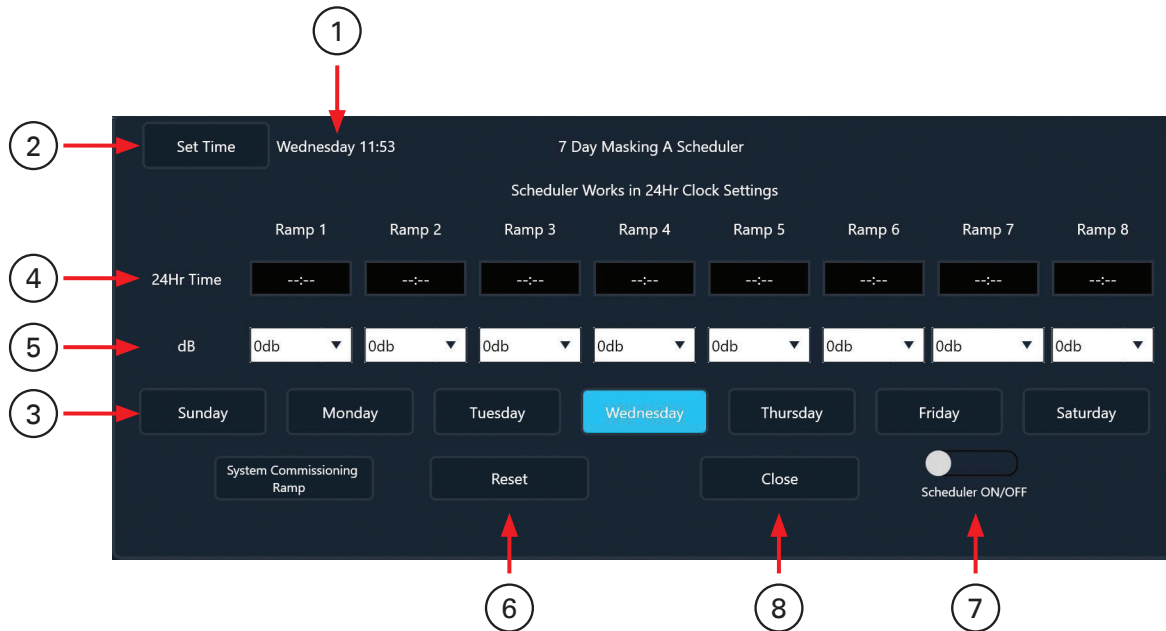 1
2
Set Time
Wednesday 11:53
7 Day Masking A Scheduler
Scheduler Works in 24Hr Clock Settings
Ramp 1 Ramp 2 Ramp 3 Ramp 4 Ramp 5 Ramp 6 Ramp 7 Ramp 8
4
24Hr Time --:-- --:-- --:-- --:-- --:-- --:-- --:-- --:--
5
dB 0db 0db 0db 0db 0db 0db 0db 0db
3
Sunday Monday Tuesday Wednesday Thursday Friday Saturday
System Commissioning
Ramp
Reset
Close
Scheduler ON/OFF
6
8
7